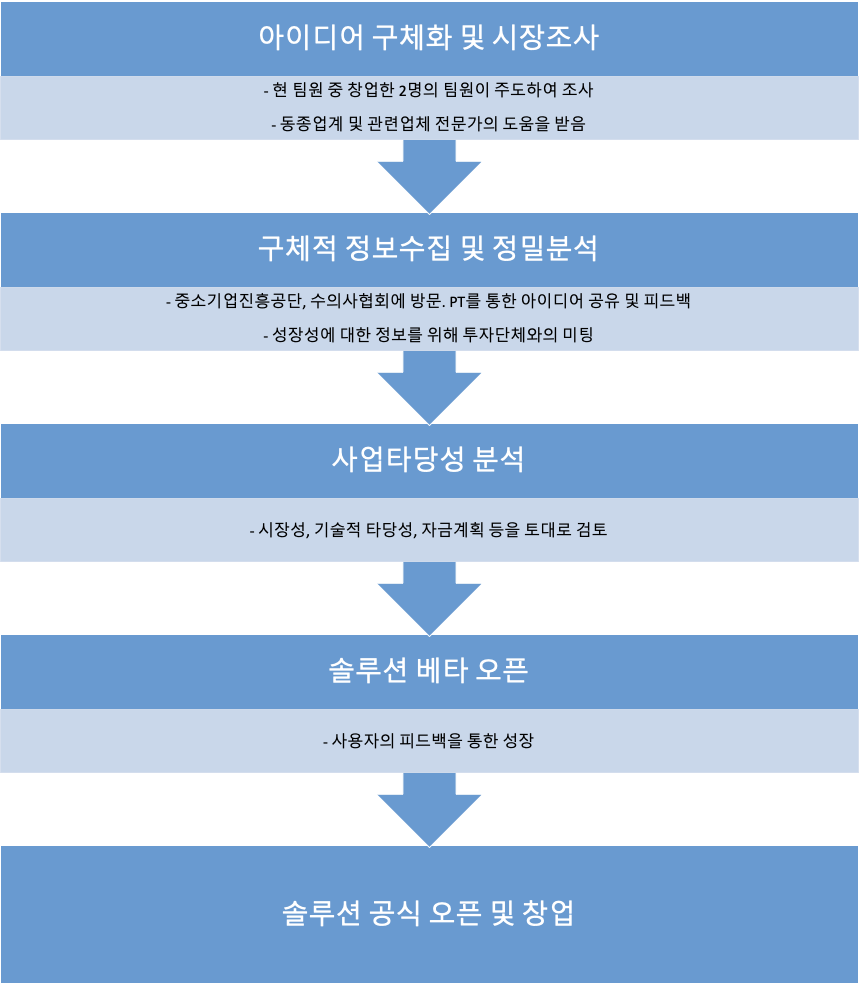 아이디어 구체화 및 시장조사
- 현 팀원 중 창업한 2명의 팀원이 주도하여 조사
- 동종업계 및 관련업체 전문가의 도움을 받음
구체적 정보수집 및 정밀분석
- 중소기업진흥공단, 수의사협회에 방문. PT를 통한 아이디어 공유 및 피드백
- 성장성에 대한 정보를 위해 투자단체와의 미팅
사업타당성 분석
- 시장성, 기술적 타당성, 자금계획 등을 토대로 검토
솔루션 베타 오픈
- 사용자의 피드백을 통한 성장
솔루션 공식 오픈 및 창업